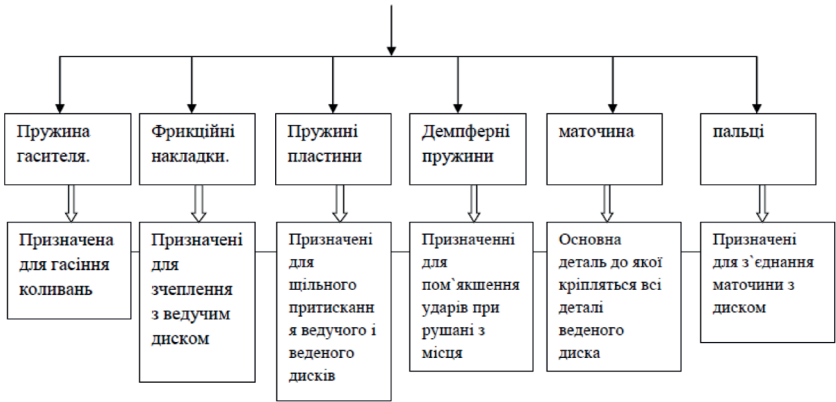 Пружина
гасителя.
Фрикційні
накладки.
Пружині
пластини
Демпферні
пружини
маточина
пальці
Призначена
для гасіння
коливань
Призначені
для
зчеплення
з ведучим
диском
Призначені
для
щільного
притисканн
я ведучого і
веденого
дисків
Призначенні
для
пом`якшення
ударів при
рушані з
місця
Основна
деталь до якої
кріпляться всі
деталі
веденого
диска
Призначені
для з`єднання
маточини з
диском